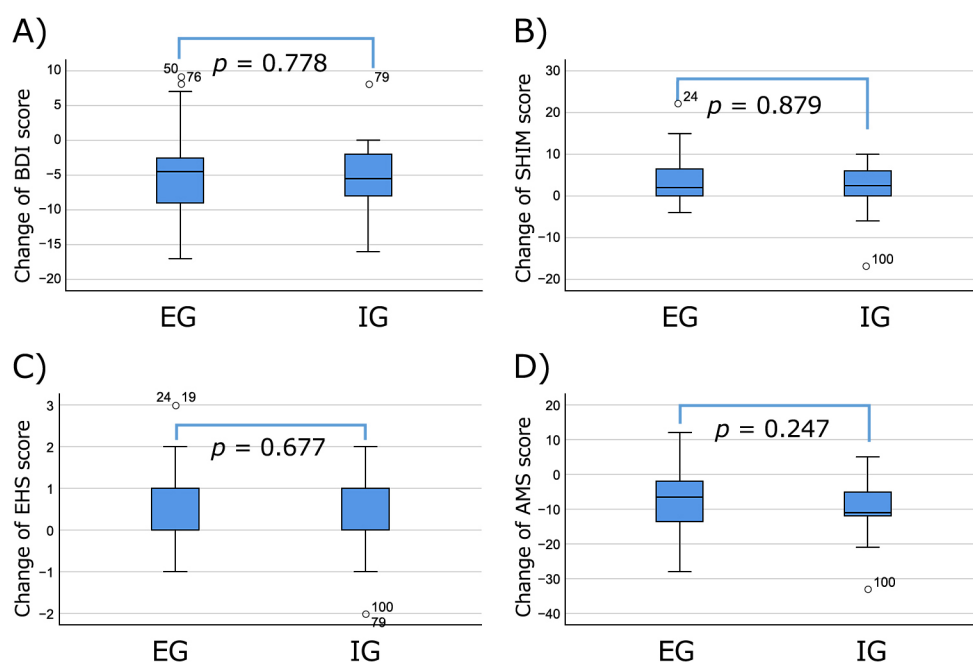 A)
p = 0.778
Change of BDI score
10
5
0
−5
−10
−15
−20
50
76
79
EG
IG
B)
p = 0.879
Change of SHIM score
30
20
10
0
−10
−20
24
100
EG
IG
C)
p = 0.677
Change of EHS score
3
2
1
0
−1
−2
24 19
100
79
EG
IG
D)
p = 0.247
Change of AMS score
20
10
0
−10
−20
−30
−40
100
EG
IG